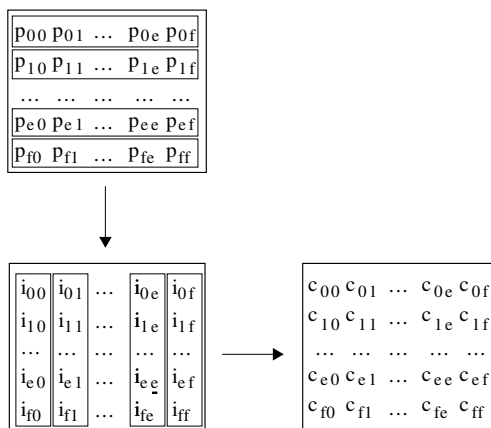 p00 p01 … p0e p0f
p10 p11 … p1e p1f
… … … … …
pe0 pe1 … pee pef
pf0 pf1 … pfe pff
i00 i01 … i0e i0f
i10 i11 … i1e i1f
… … … … …
ie0 ie1 … iee ief
if0 if1 … ife iff
c00 c01 … c0e c0f
c10 c11 … c1e c1f
… … … … …
ce0 ce1 … cee cef
cf0 cf1 … cfe cff